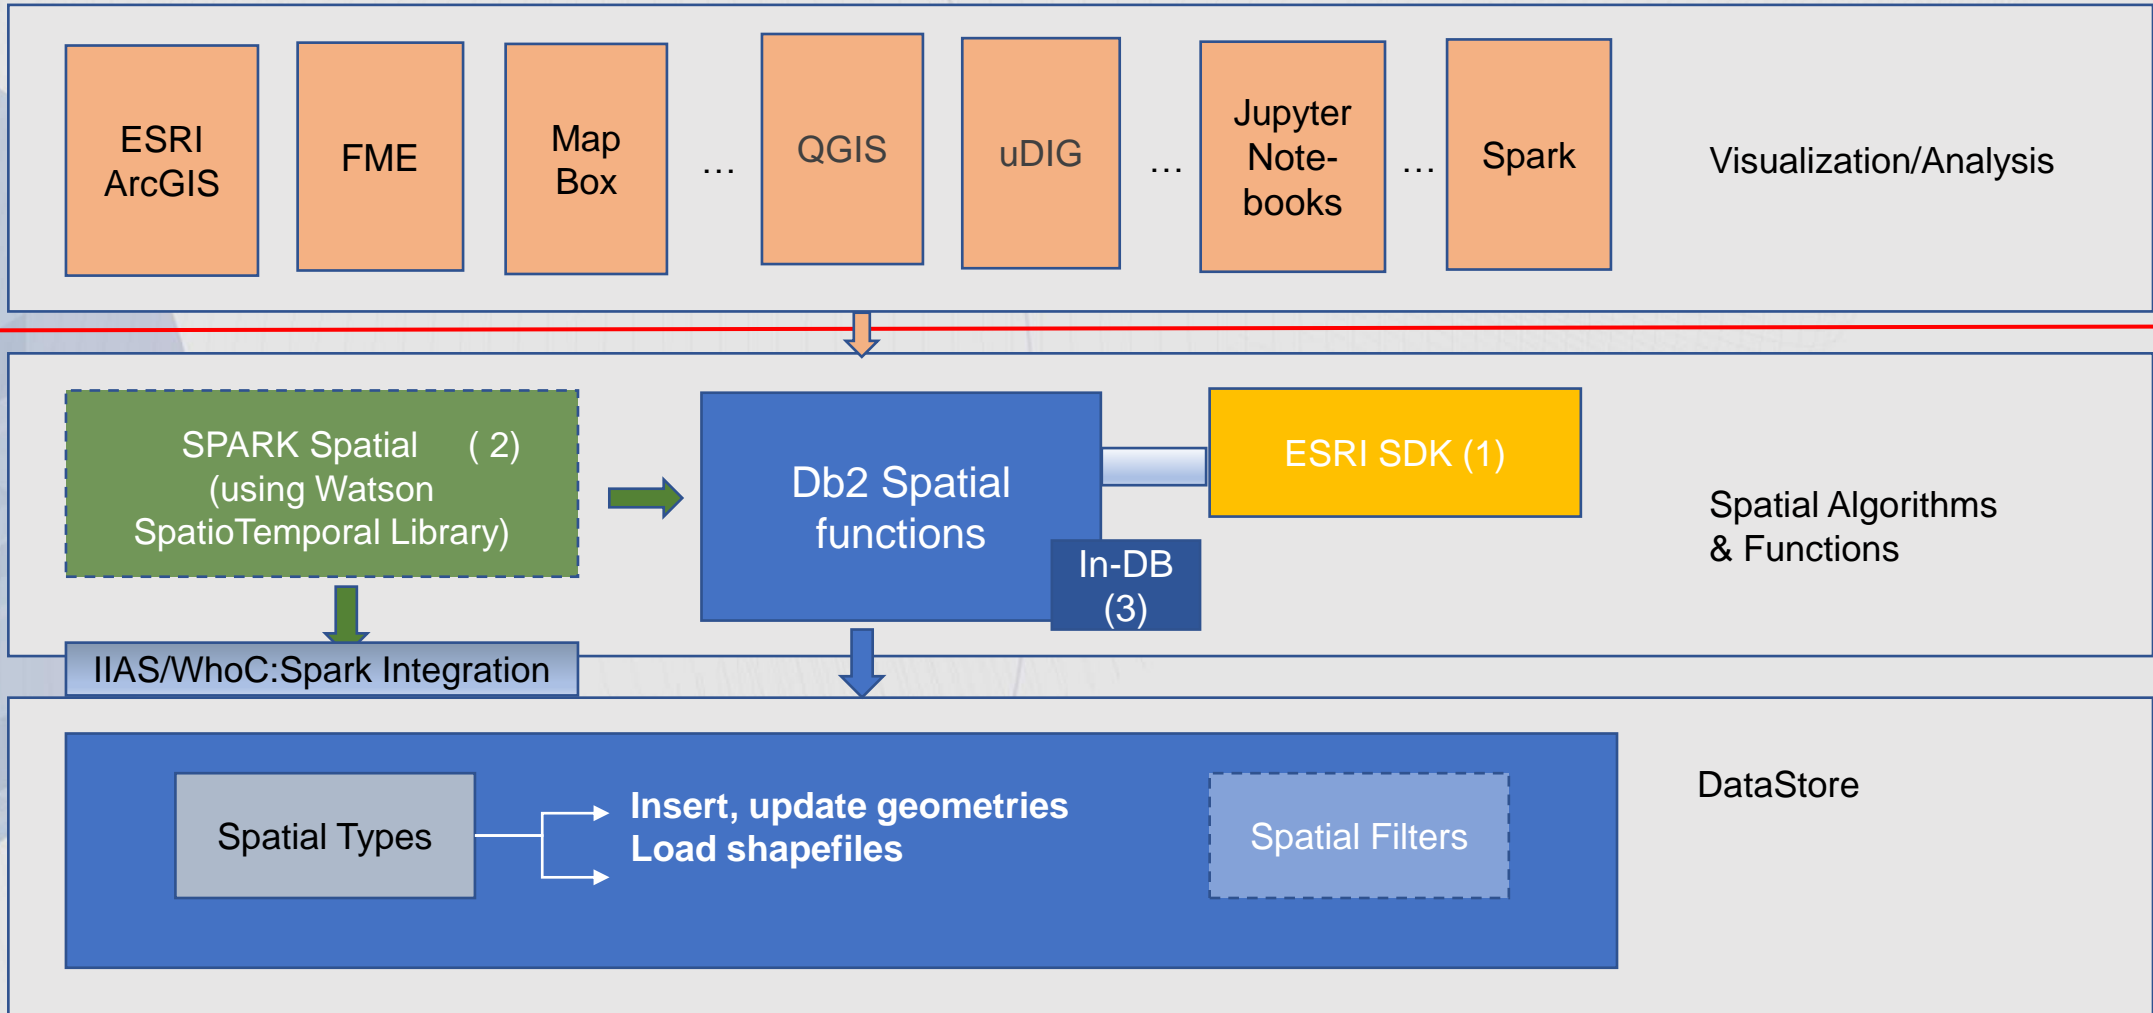 ESRI
ArcGIS
FME
Map
Box
...
QGIS
uDIG
...
Jupyter
Note-
books
...
Spark
Visualization/Analysis
SPARK Spatial ( 2)
(using Watson
SpatioTemporal Library)
Db2 Spatial
functions
In-DB
(3)
ESRI SDK (1)
Spatial Algorithms
& Functions
IIAS/WhoC:Spark Integration
Spatial Types
Insert, update geometries
Load shapefiles
Spatial Filters
DataStore